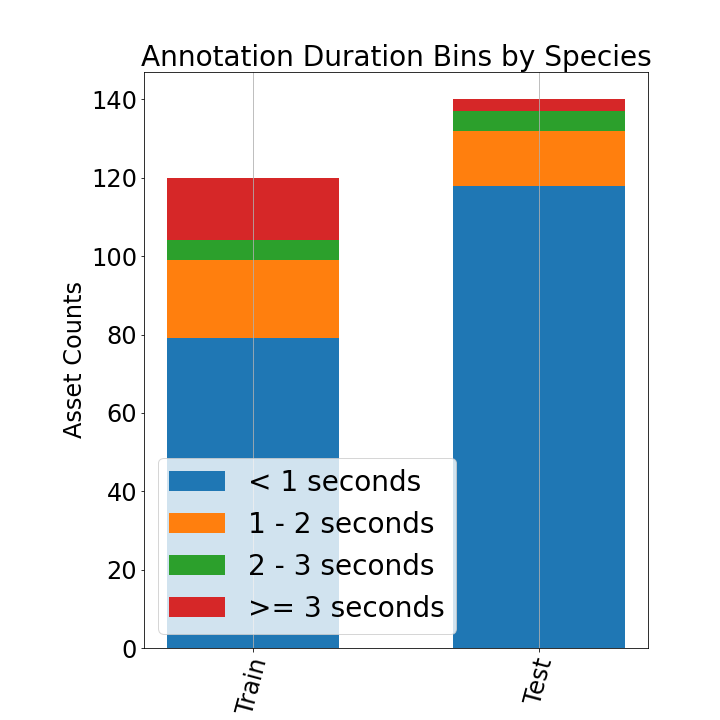 Annotation Duration Bins by Species
Asset Counts
140
120
100
80
60
40
20
0
< 1 seconds
1 - 2 seconds
2 - 3 seconds
>= 3 seconds
Train
Test